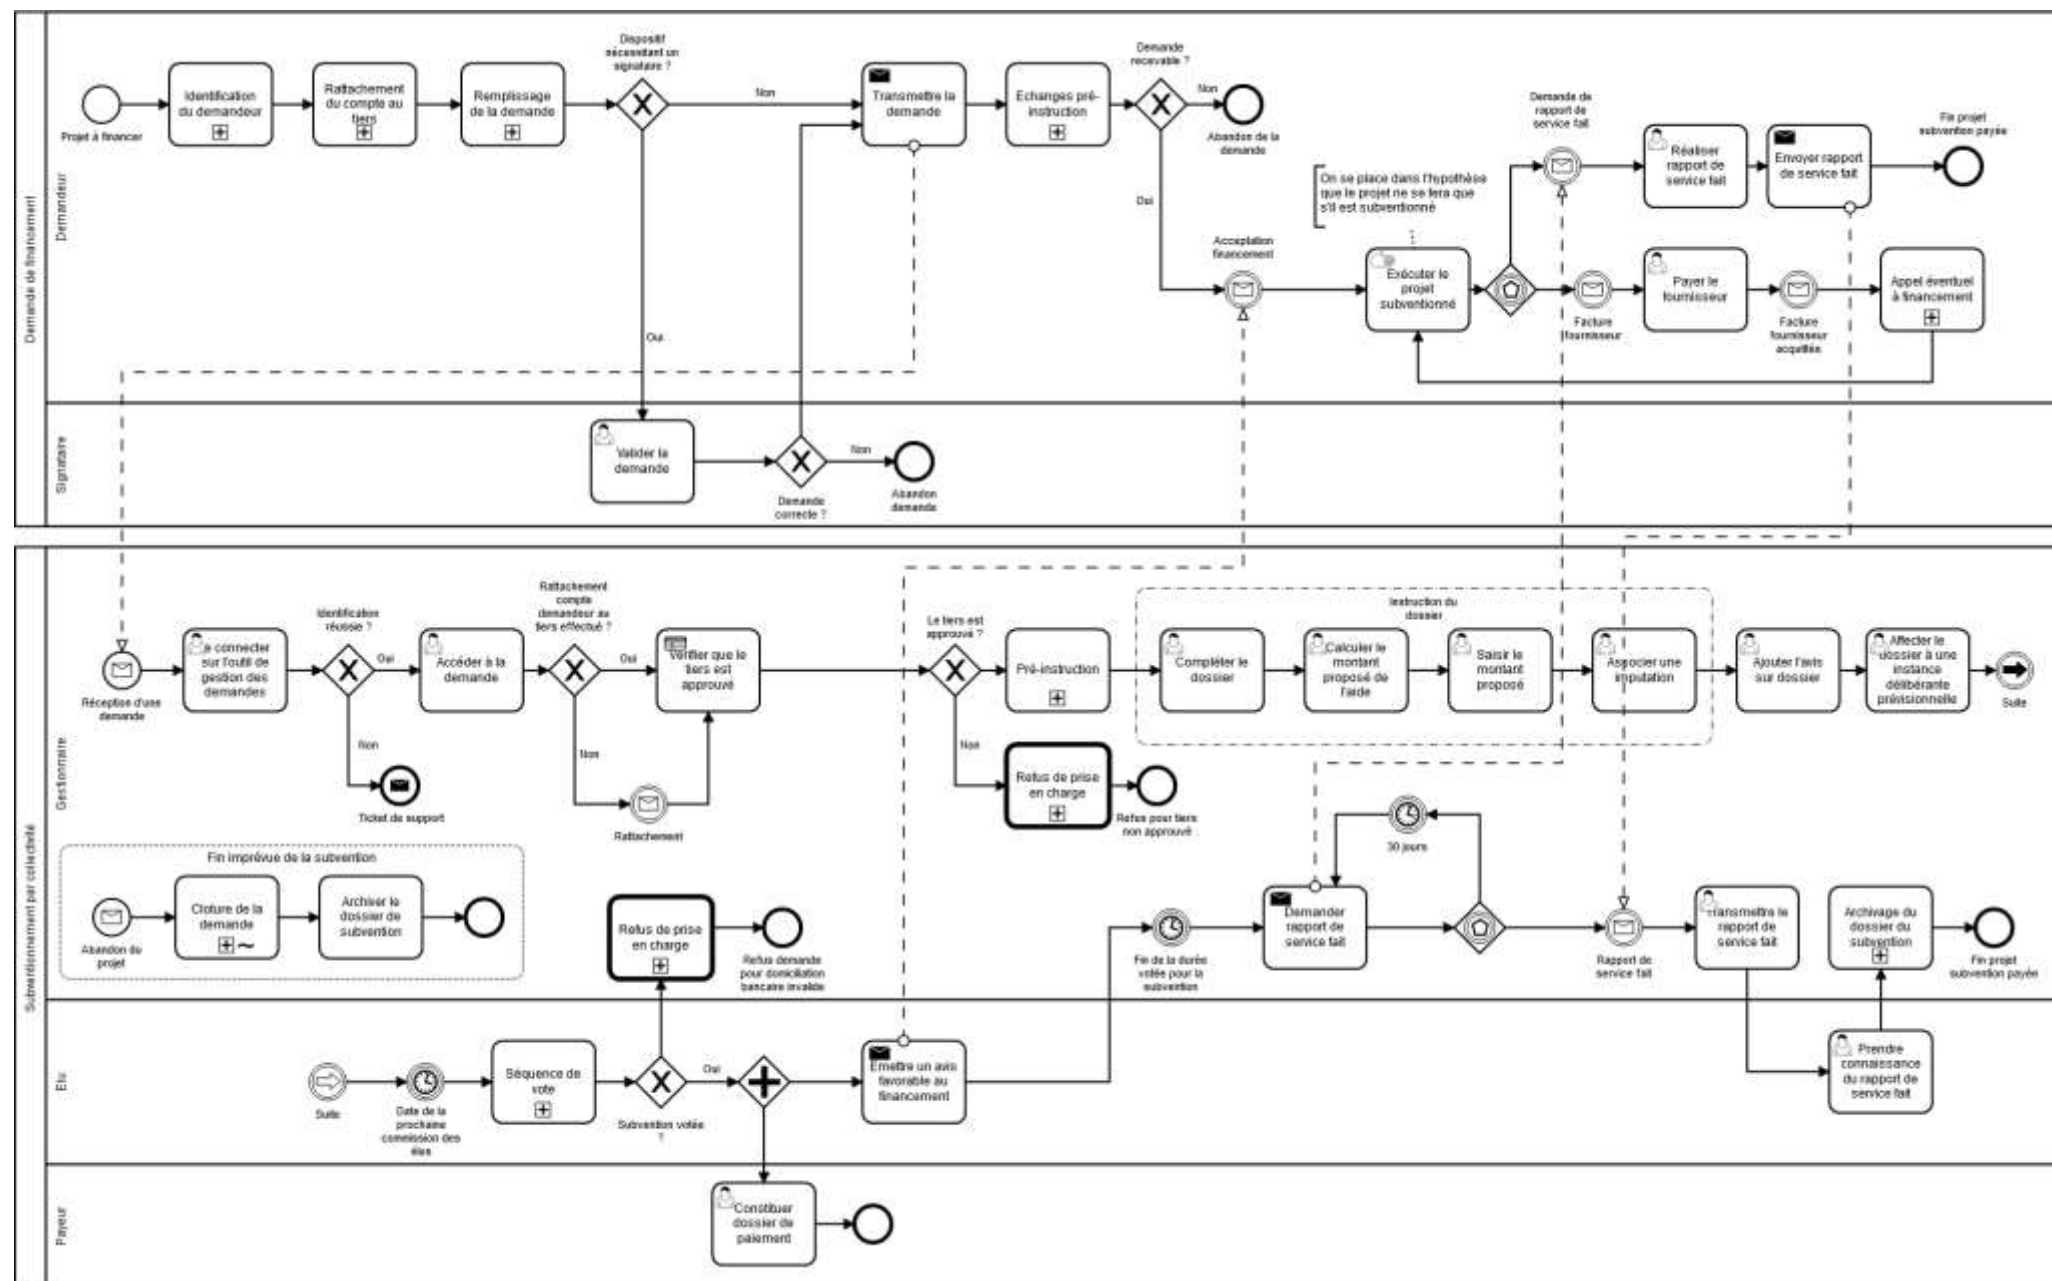 Demande de financement
Demandeur
Projet à financer
Identification
du demandeur
Rattachement
du compte au
tiers
Remplissage
de la demande
Dispositif
nécessitant un
signataire ?
Non
Oui
Transmettre la
demande
Echanges pré-
instruction
Demande
recevable ?
Non
Abandon de la
demande
Oui
Acceptation
financement
On se place dans l'hypothèse
que le projet ne se fera que
s'il est subventionné
Exécuter le
projet
subventionné
Demande de
rapport de
service fait
Réaliser
rapport de
service fait
Envoyer rapport
de service fait
Fin projet
subvention payée
Facture
fournisseur
Payer le
fournisseur
Facture
fournisseur
acquittée
Appel éventuel
à financement
Signataire
Valider la
demande
Demande
correcte ?
Non
Abandon
demande
Subventionnement par collectivité
Gestionnaire
Réception d'une
demande
Se connecter
sur l'outil de
gestion des
demandes
Identification
réussie ?
Oui
Non
Ticket de support
Accéder à la
demande
Rattachement
compte
demandeur au
tiers effectué ?
Oui
Non
Rattachement
Vérifier que le
tiers est
approuvé
Le tiers est
approuvé ?
Non
Pré-instruction
Refus de prise
en charge
Refus pour tiers
non approuvé
Instruction du
dossier
Compléter le
dossier
Calculer le
montant
proposé de
l'aide
Saisir le
montant
proposé
Associer une
imputation
Ajouter l'avis
sur dossier
Affecter le
dossier à une
instance
délibérante
prévisionnelle
Suite
Fin imprévue de la subvention
Abandon du
projet
Cloture de la
demande
Archiver le
dossier de
subvention
Refus de prise
en charge
Refus demande
pour domiciliation
bancaire invalide
Fin de la durée
votée pour la
subvention
Demander
rapport de
service fait
30 jours
Rapport de
service fait
Transmettre le
rapport de
service fait
Archivage du
dossier du
subvention
Fin projet
subvention payée
Elu
Suite
Date de la
prochaine
commission des
élus
Séquence de
vote
Subvention votée
?
Oui
Emettre un avis
favorable au
financement
Prendre
connaissance
du rapport de
service fait
Payeur
Constituer
dossier de
paiement